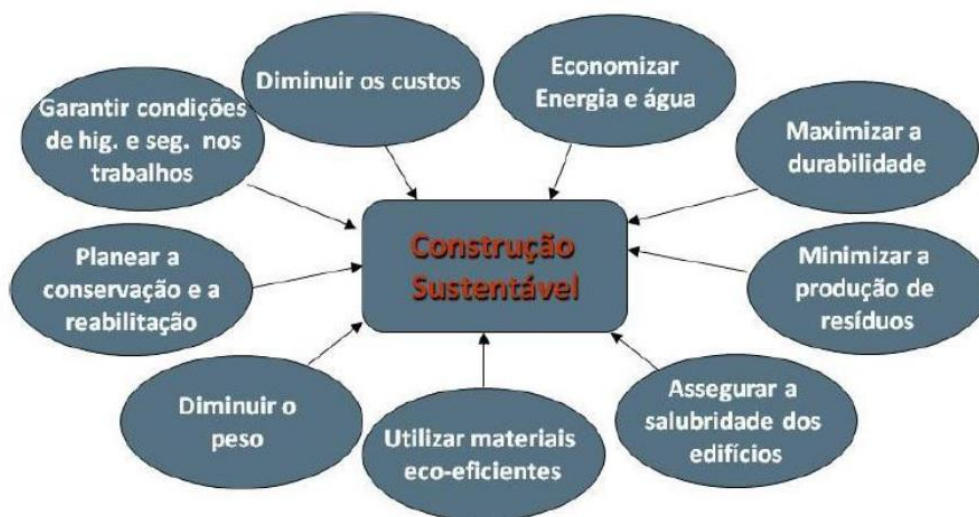 Diminuir os custos
Economizar
Energia e água
Garantir condições
de hig. e seg. nos
trabalhos
Maximizar a
durabilidade
Construção
Sustentável
Planear a
conservação e a
reabilitação
Minimizar a
produção de
resíduos
Diminuir o
peso
Utilizar materiais
eco-eficientes
Assegurar a
salubridade dos
edifícios